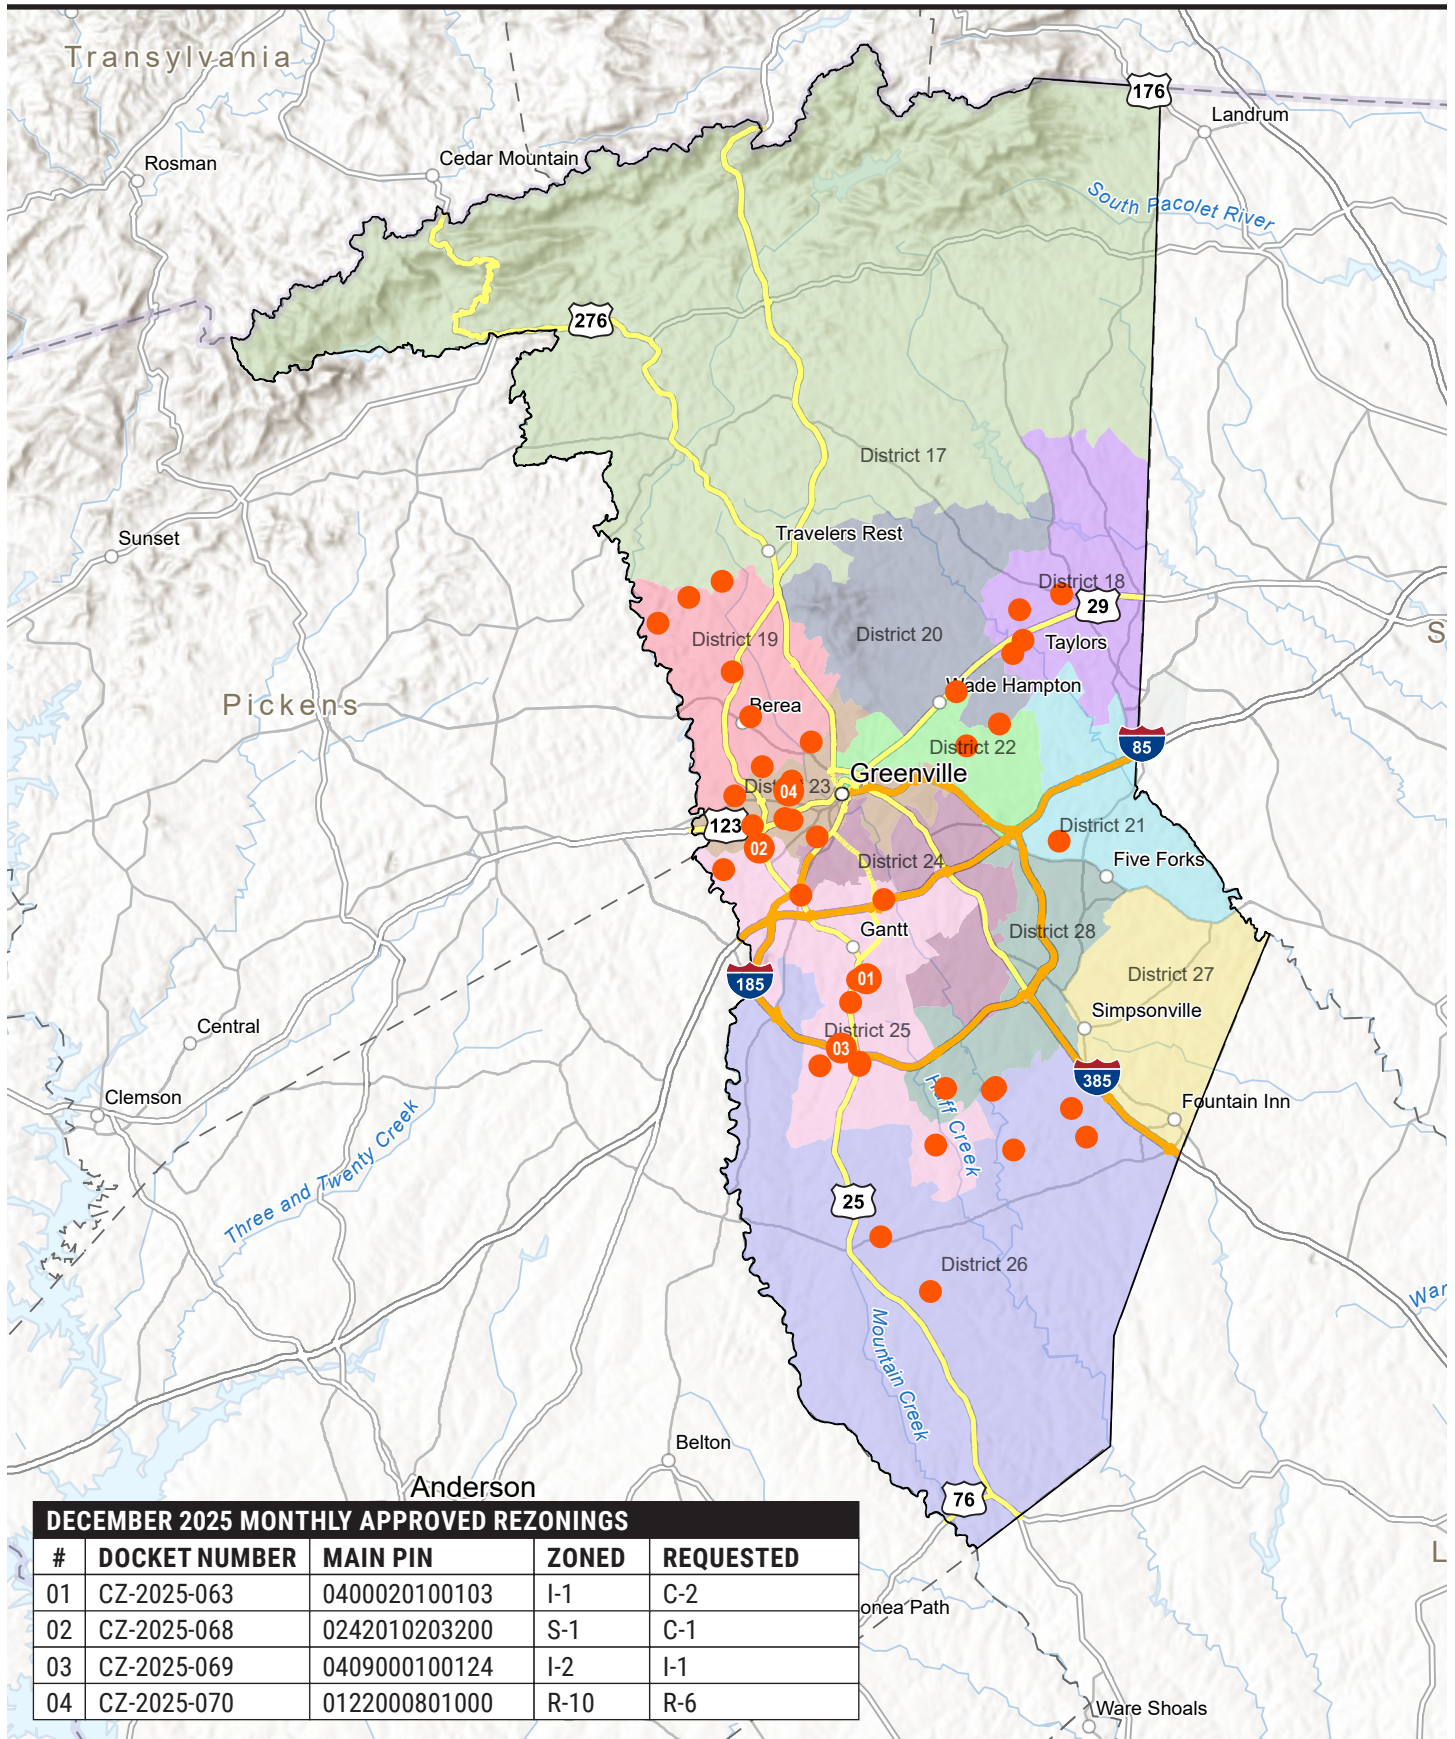 Transylvania
176
Landrum
Rosman
Cedar Mountain
South Pacolet River
276
District 17
Sunset
Travelers Rest
District 18
29
District 19
District 20
Taylors
Pickens
Wade Hampton
Berea
District 22
85
Greenville
District 23
04
123
District 21
02
District 24
Five Forks
Gantt
District 28
01
185
District 27
Simpsonville
Central
District 25
03
385
Clemson
Huff Creek
Fountain Inn
Three and Twenty Creek
25
District 26
Mountain Creek
Belton
Anderson
76
DECEMBER 2025 MONTHLY APPROVED REZONINGS
# DOCKET NUMBER MAIN PIN ZONED REQUESTED
01 CZ-2025-063 0400020100103 I-1 C-2
02 CZ-2025-068 0242010203200 S-1 C-1
03 CZ-2025-069 0409000100124 I-2 I-1
04 CZ-2025-070 0122000801000 R-10 R-6
onea Path
Ware Shoals